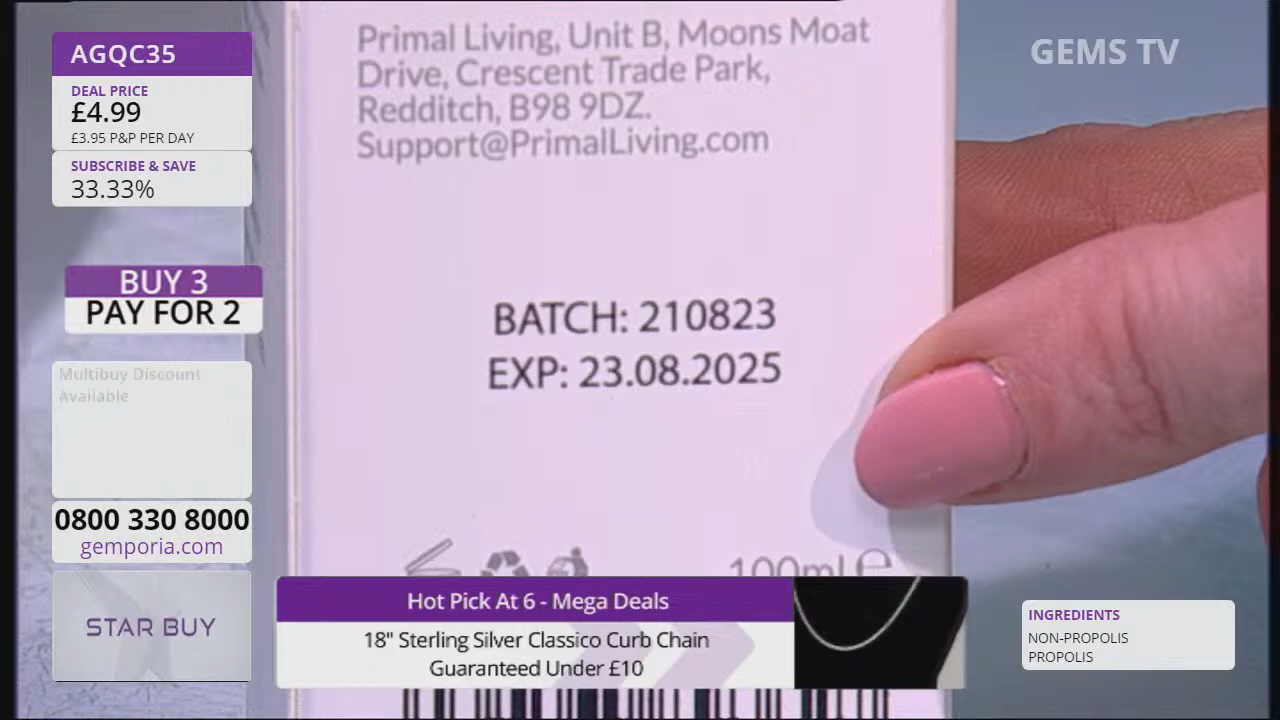 AGQC35
DEAL PRICE
£4.99
£3.95 P&P PER DAY
SUBSCRIBE & SAVE
33.33%
BUY 3
PAY FOR 2
Multibuy Discount
Available
0800 330 8000
gemporia.com
STAR BUY
Primal Living, Unit B, Moons Moat
Drive, Crescent Trade Park,
Redditch, B98 9DZ.
Support@PrimalLiving.com
BATCH: 210823
EXP: 23.08.2025
100ml e
Hot Pick At 6 - Mega Deals
18" Sterling Silver Classico Curb Chain
Guaranteed Under £10
GEMS TV
INGREDIENTS
NON-PROPOLIS
PROPOLIS